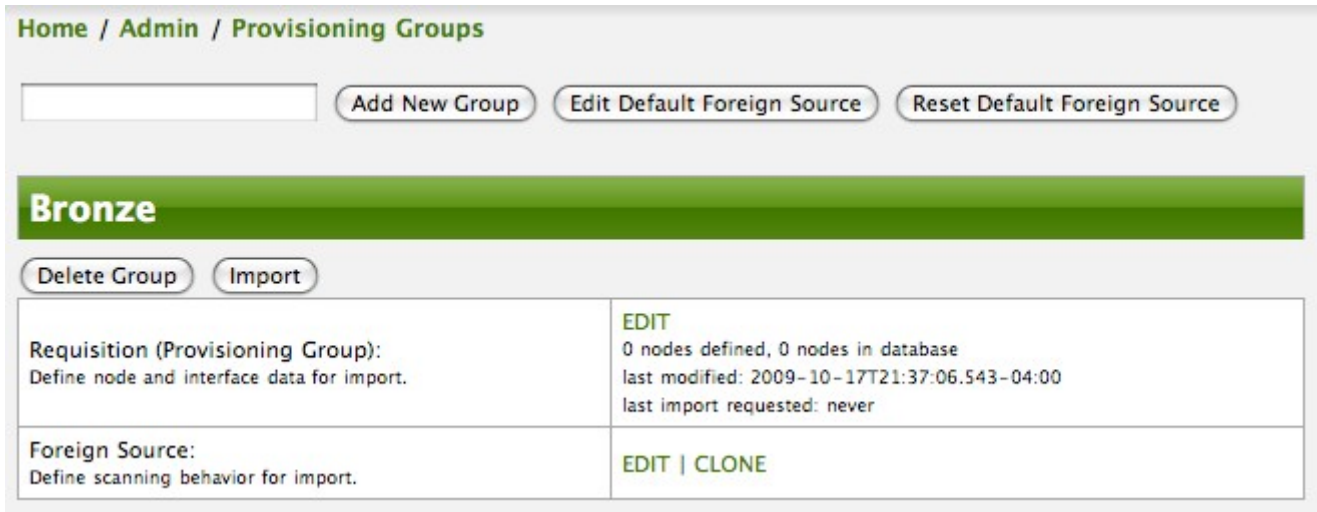 Home / Admin / Provisioning Groups
Add New Group Edit Default Foreign Source Reset Default Foreign Source
Bronze
Delete Group Import
Requisition (Provisioning Group):
Define node and interface data for import.
EDIT
0 nodes defined, 0 nodes in database
last modified: 2009-10-17T21:37:06.543-04:00
last import requested: never
Foreign Source:
Define scanning behavior for import.
EDIT | CLONE